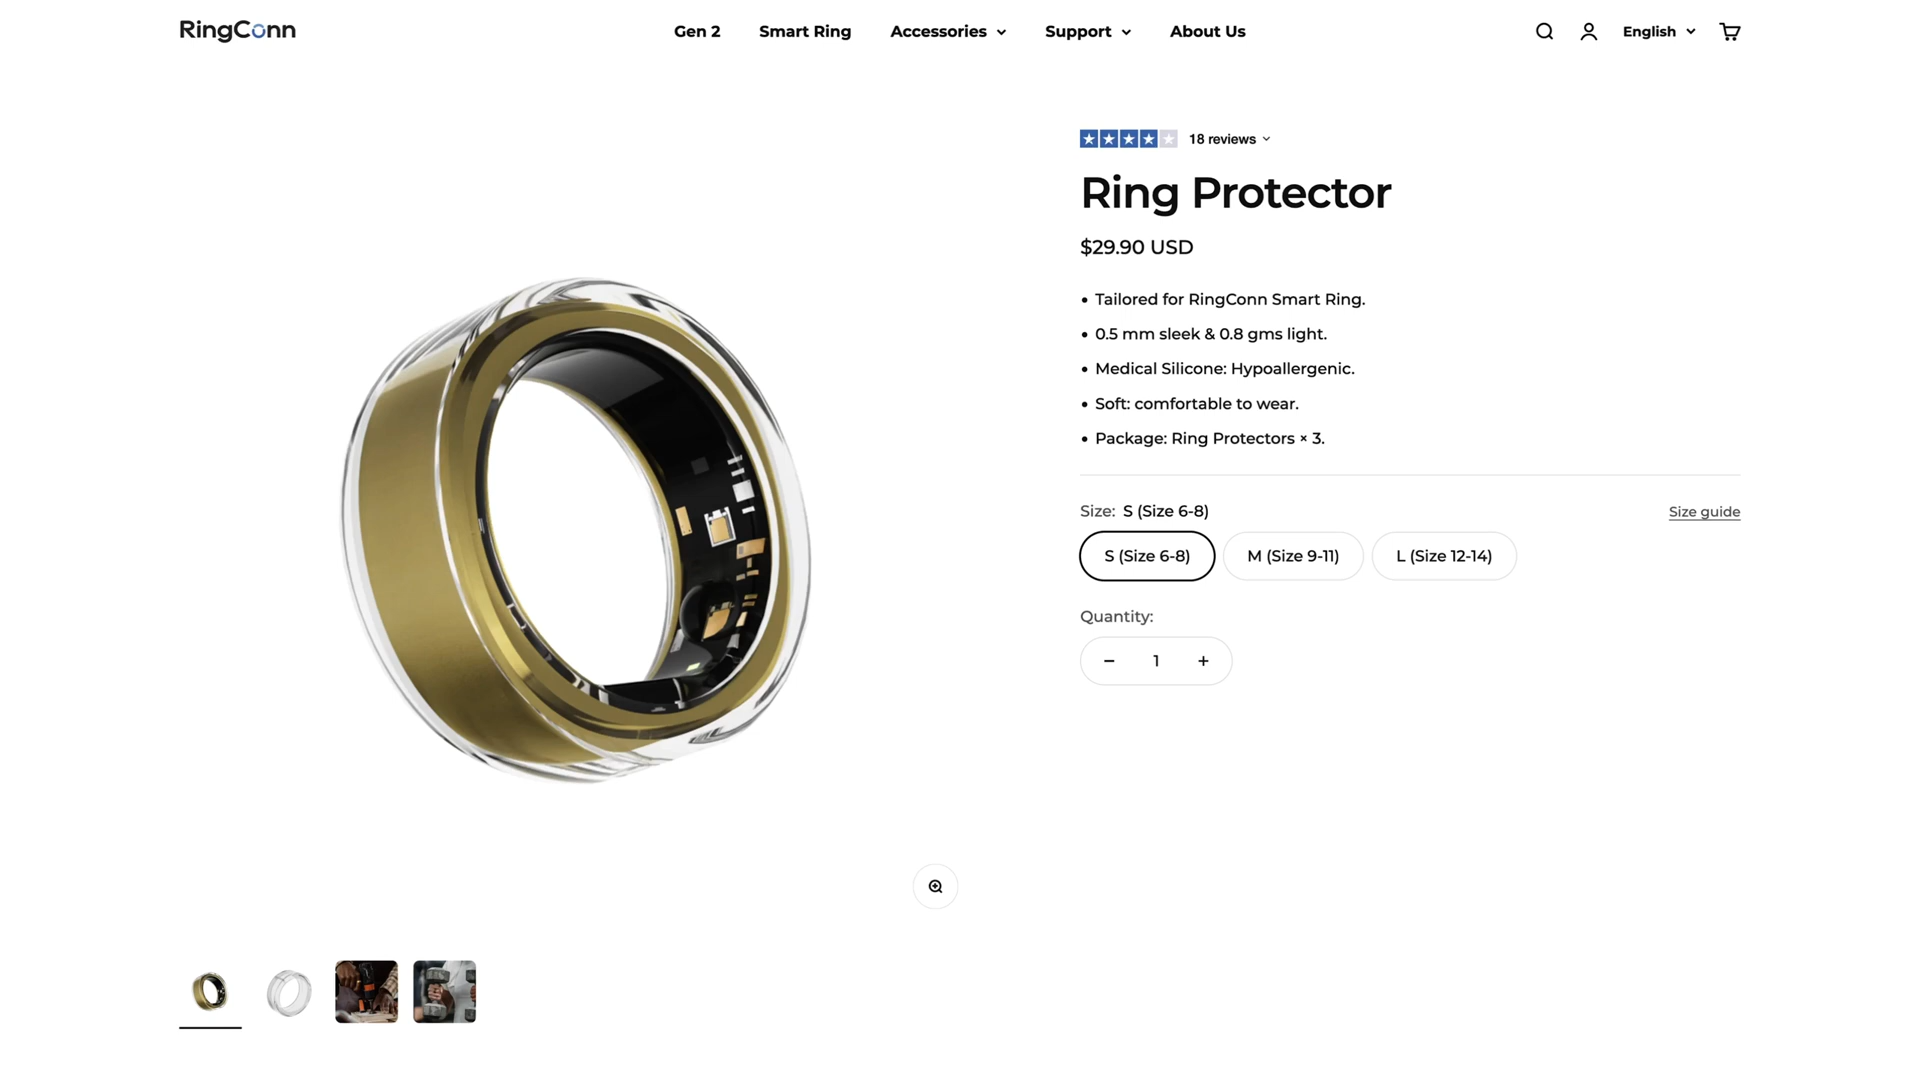 RingConn
Gen 2
Smart Ring
Accessories
Support
About Us
English
18 reviews
Ring Protector
$29.90 USD
• Tailored for RingConn Smart Ring.
• 0.5 mm sleek & 0.8 gms light.
• Medical Silicone: Hypoallergenic.
• Soft: comfortable to wear.
• Package: Ring Protectors × 3.
Size: S (Size 6-8)
Size guide
S (Size 6-8)
M (Size 9-11)
L (Size 12-14)
Quantity:
− 1 +